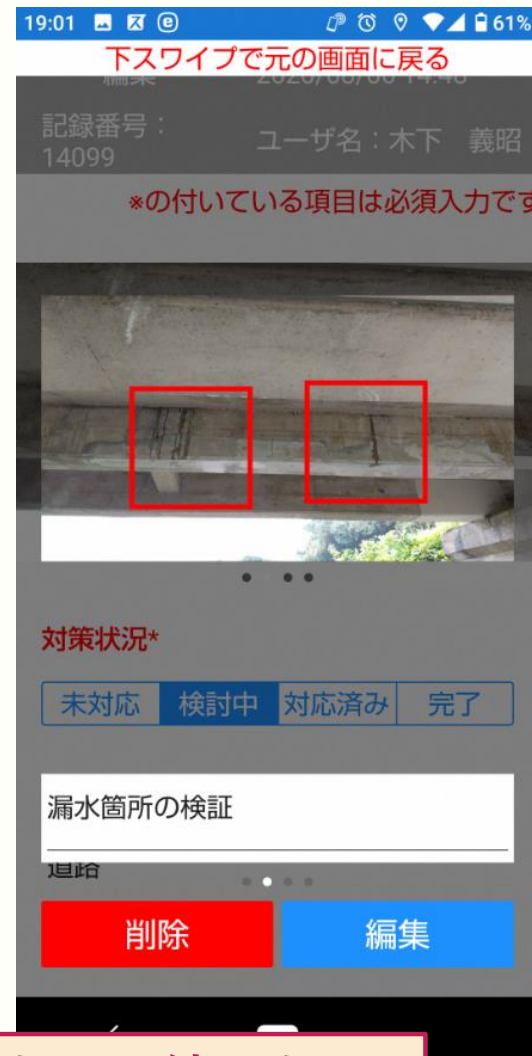 19:01 61%
下スワイプで元の画面に戻る
記録番号：
14099
ユーザ名：木下　義昭
*の付いている項目は必須入力です
対策状況*
未対応 検討中 対応済み 完了
漏水箇所の検証
道路
削除 編集